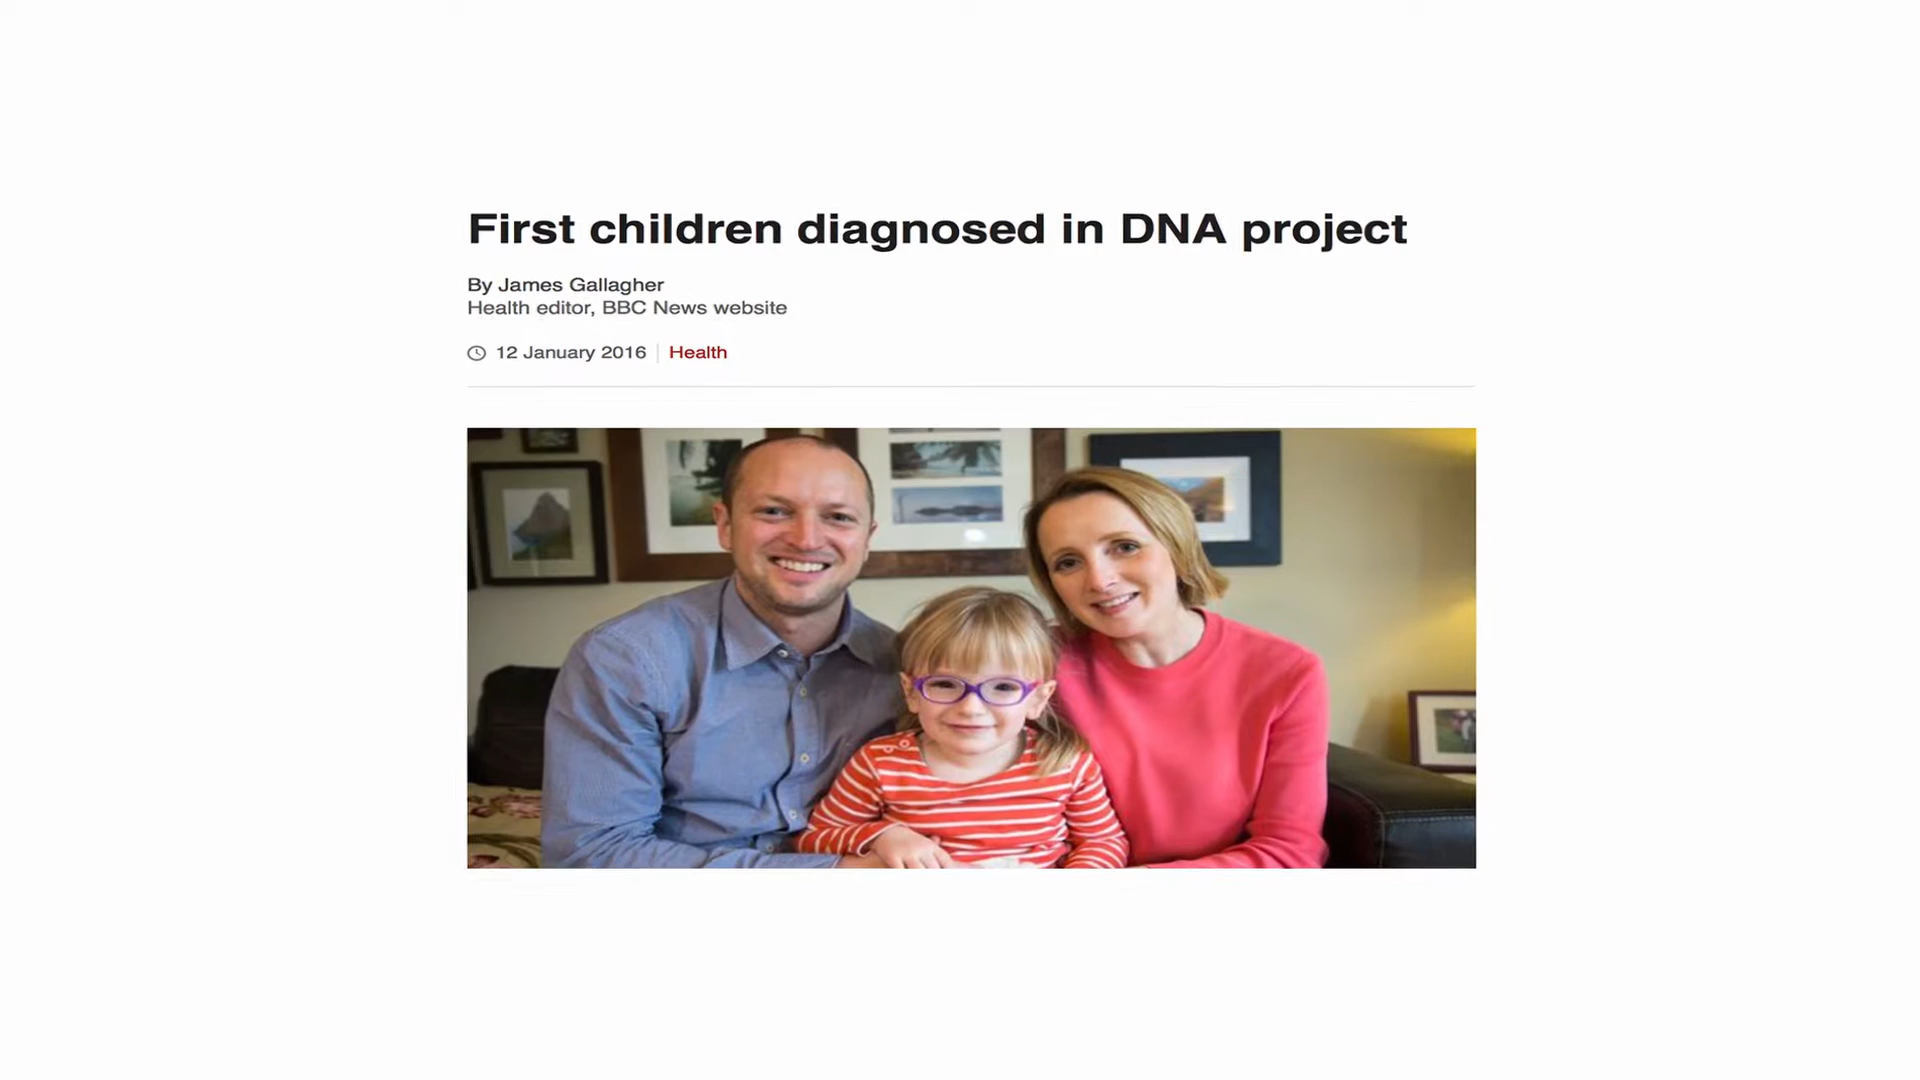 First children diagnosed in DNA project
By James Gallagher
Health editor, BBC News website
12 January 2016 Health